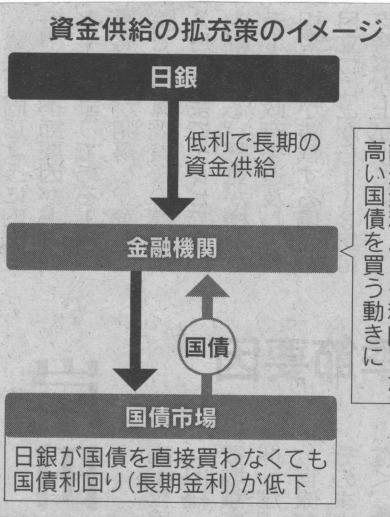 資金供給の拡充策のイメージ
日銀
低利で長期の
資金供給
金融機関
高い国債を買う動きに
国債
国債市場
日銀が国債を直接買わなくても
国債利回り(長期金利)が低下